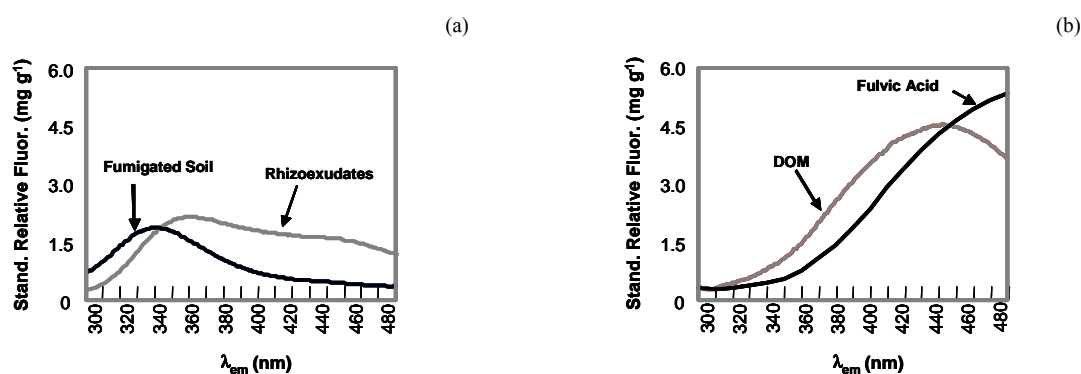 (a)
Stand. Relative Fluor. (mg g-1)
6.0
4.5
3.0
1.5
0
Fumigated Soil
Rhizoexudates
300 320 340 360 380 400 420 440 460 480
λem (nm)
(b)
Stand. Relative Fluor. (mg g-1)
6.0
4.5
3.0
1.5
0
Fulvic Acid
DOM
300 320 340 360 380 400 420 440 460 480
λem (nm)